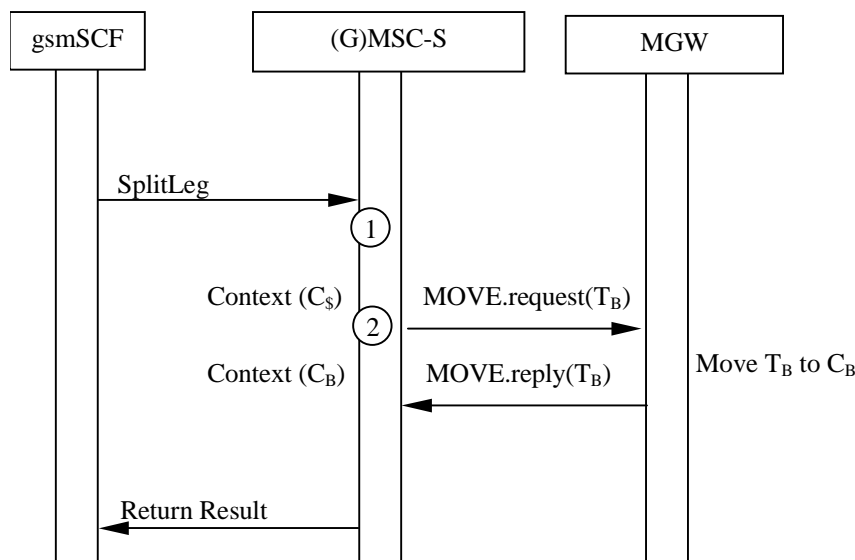 gsmSCF
(G)MSC-S
MGW
SplitLeg
1
Context (C$)
MOVE.request(TB)
2
Context (CB)
MOVE.reply(TB)
Move TB to CB
Return Result